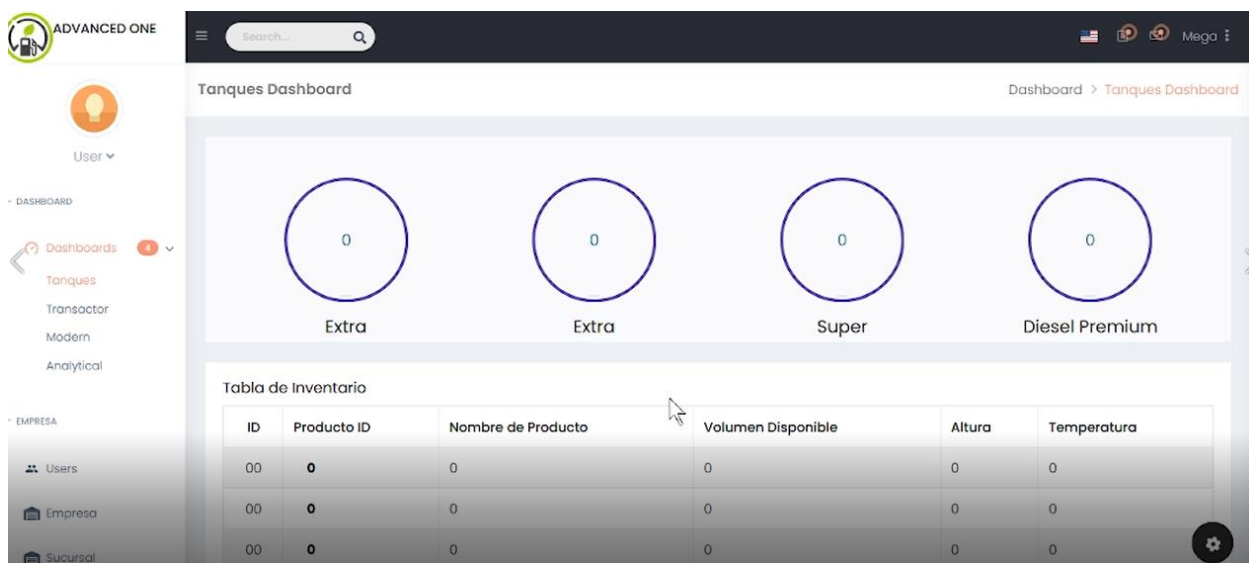 ADVANCED ONE
Search...
Mega
Tanques Dashboard
Dashboard > Tanques Dashboard
User
- DASHBOARD
Dashboards 4
Tanques
Transactor
Modern
Analytical
- EMPRESA
Users
Empresa
Sucursal
0 0 0 0
Extra Extra Super Diesel Premium
Tabla de Inventario
ID Producto ID Nombre de Producto Volumen Disponible Altura Temperatura
00 0 0 0 0 0
00 0 0 0 0 0
00 0 0 0 0 0